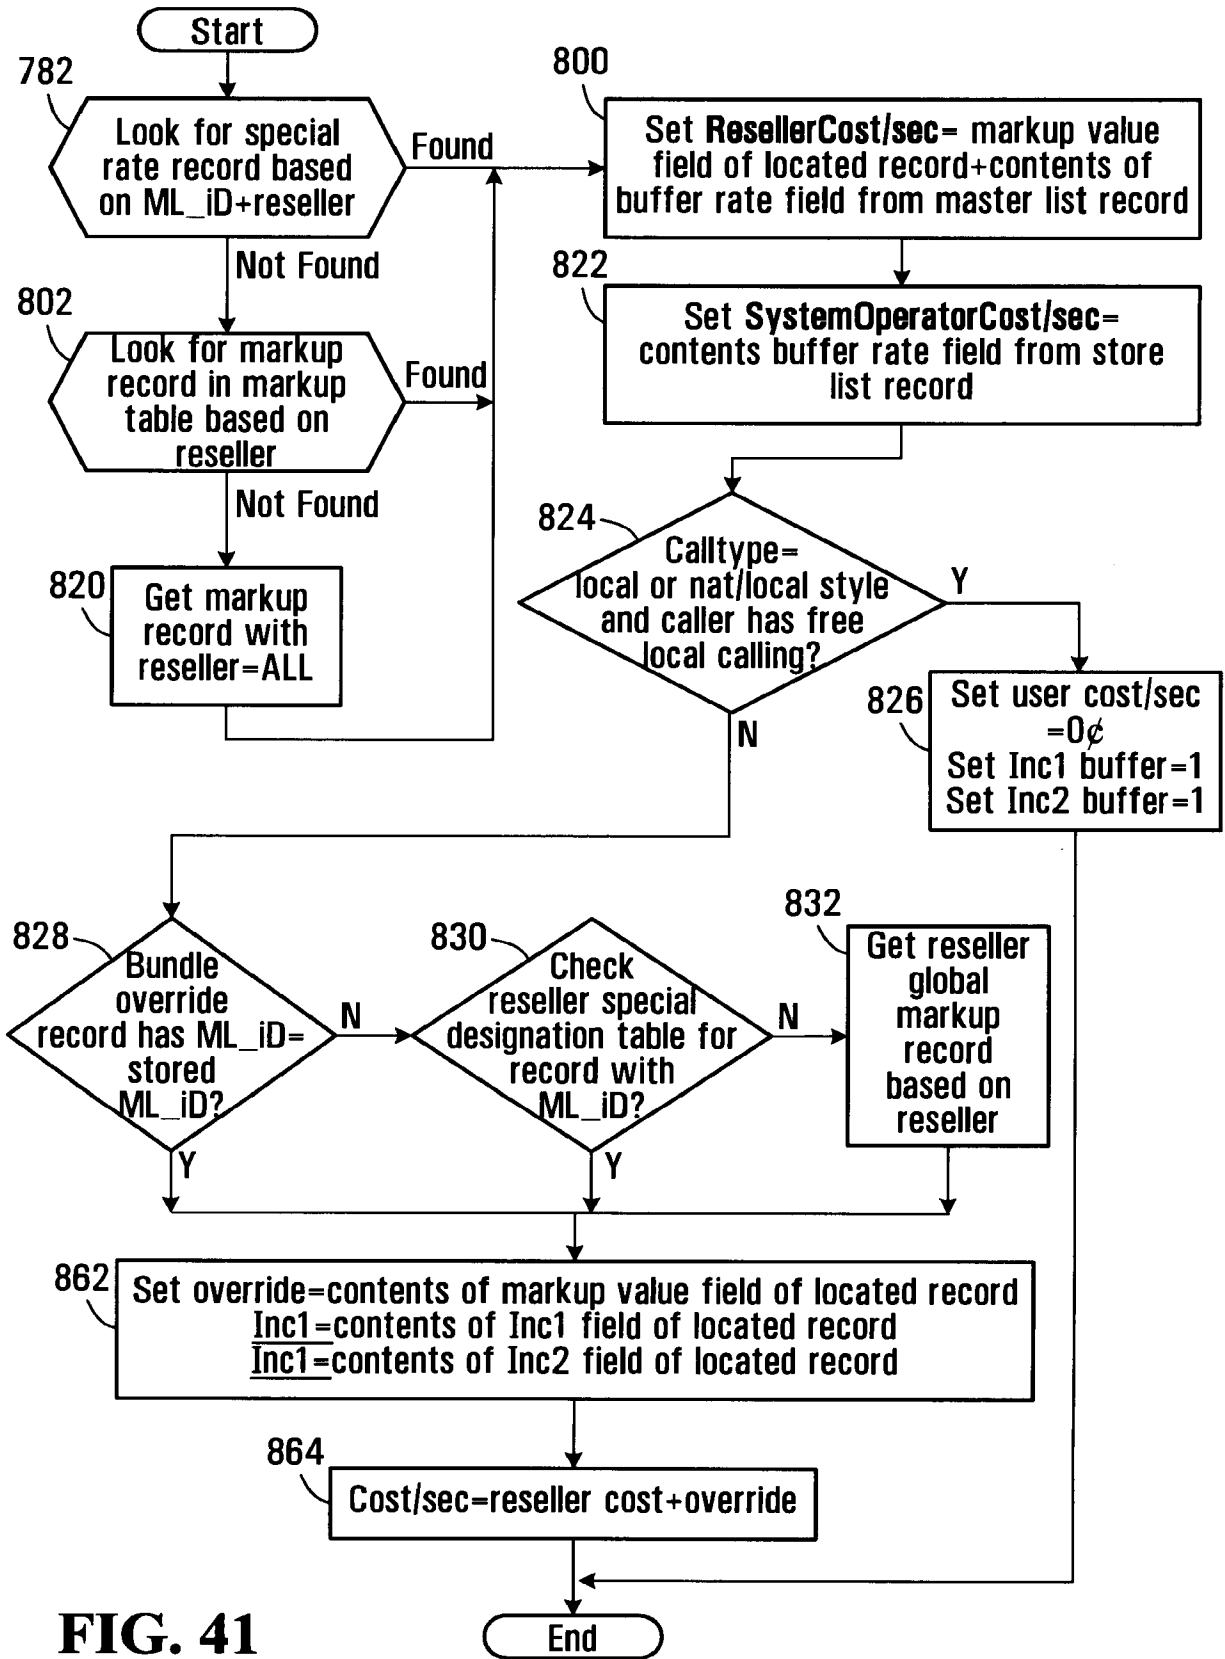 Start
782
Look for special
rate record based
on ML_iD+reseller
Found
Not Found
802
Look for markup
record in markup
table based on
reseller
Found
Not Found
820
Get markup
record with
reseller=ALL
800
Set ResellerCost/sec= markup value
field of located record+contents of
buffer rate field from master list record
822
Set SystemOperatorCost/sec=
contents buffer rate field from store
list record
824
Calltype=
local or nat/local style
and caller has free
local calling?
Y
N
826
Set user cost/sec
=0¢
Set Inc1 buffer=1
Set Inc2 buffer=1
828
Bundle
override
record has ML_iD=
stored
ML_iD?
N
Y
830
Check
reseller special
designation table for
record with
ML_iD?
N
Y
832
Get reseller
global
markup
record
based on
reseller
862
Set override=contents of markup value field of located record
Inc1=contents of Inc1 field of located record
Inc1=contents of Inc2 field of located record
864
Cost/sec=reseller cost+override
End
FIG. 41